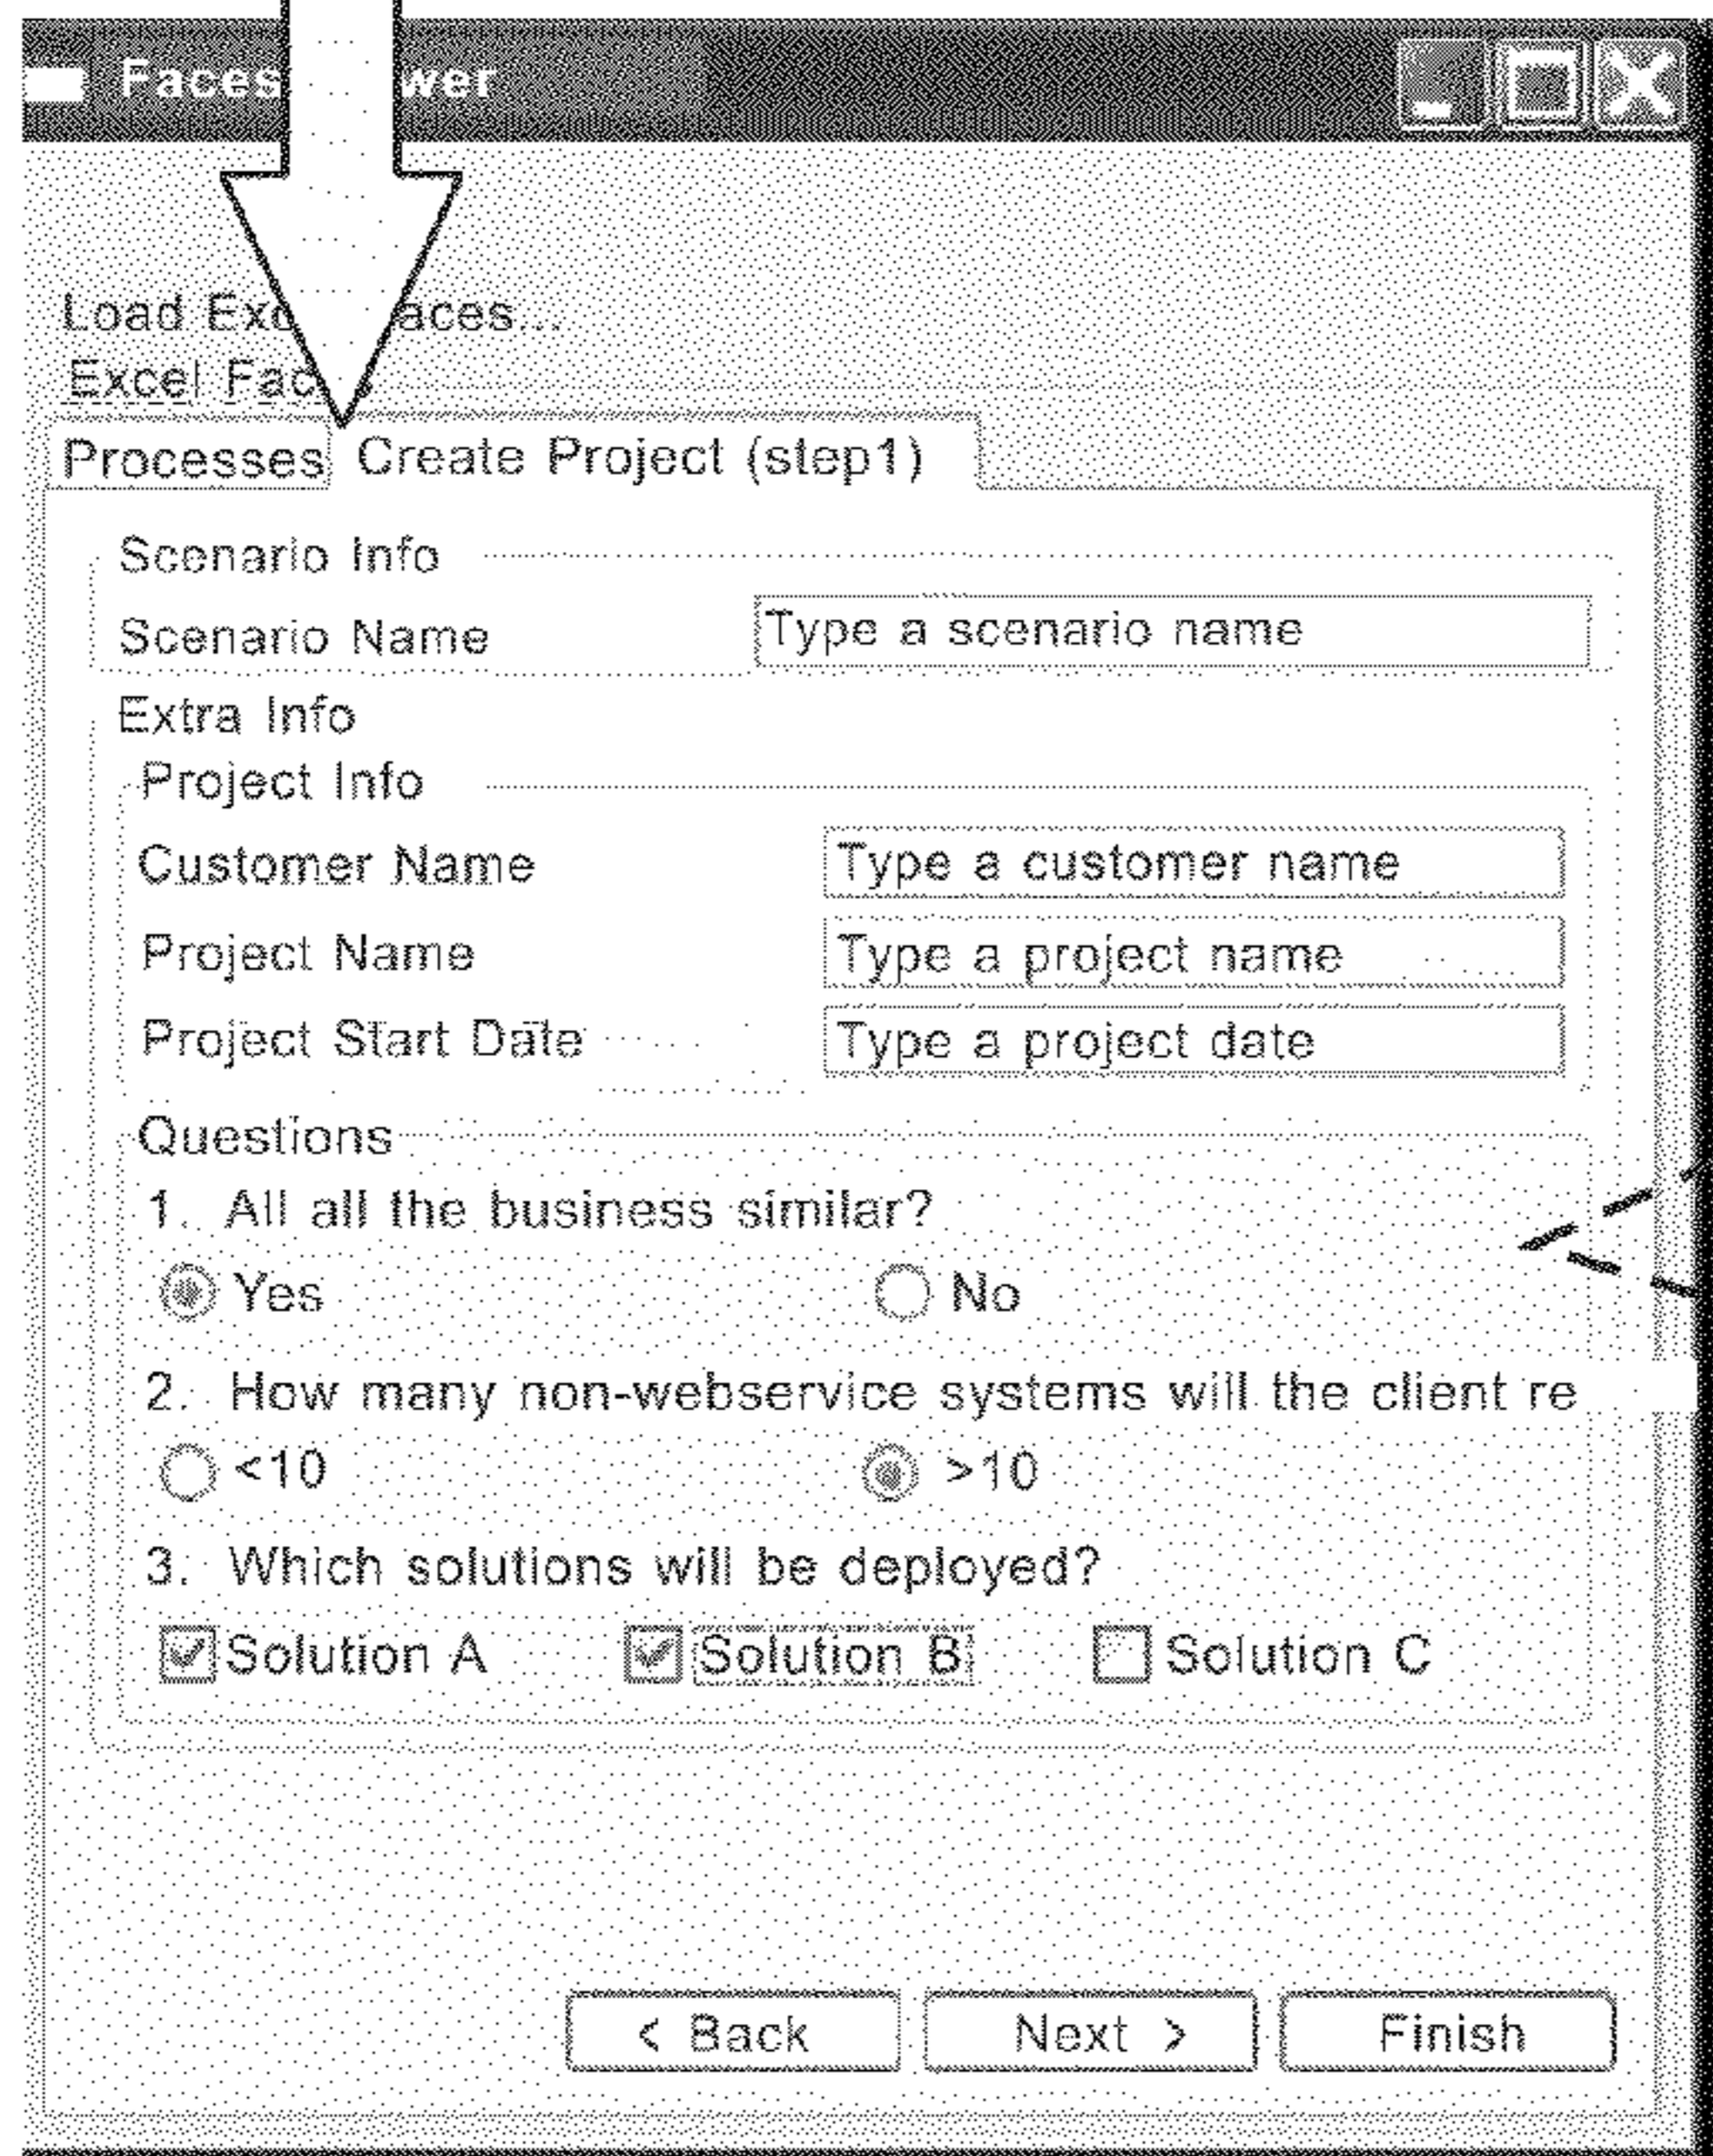 Faces wer
Load Exc aces...
Excel Fac
Processes Create Project (step1)
Scenario Info
Scenario Name Type a scenario name
Extra Info
Project Info
Customer Name Type a customer name
Project Name Type a project name
Project Start Date Type a project date
Questions
1. All all the business similar?
Yes No
2. How many non-webservice systems will the client re
<10 >10
3. Which solutions will be deployed?
Solution A Solution B Solution C
< Back Next > Finish